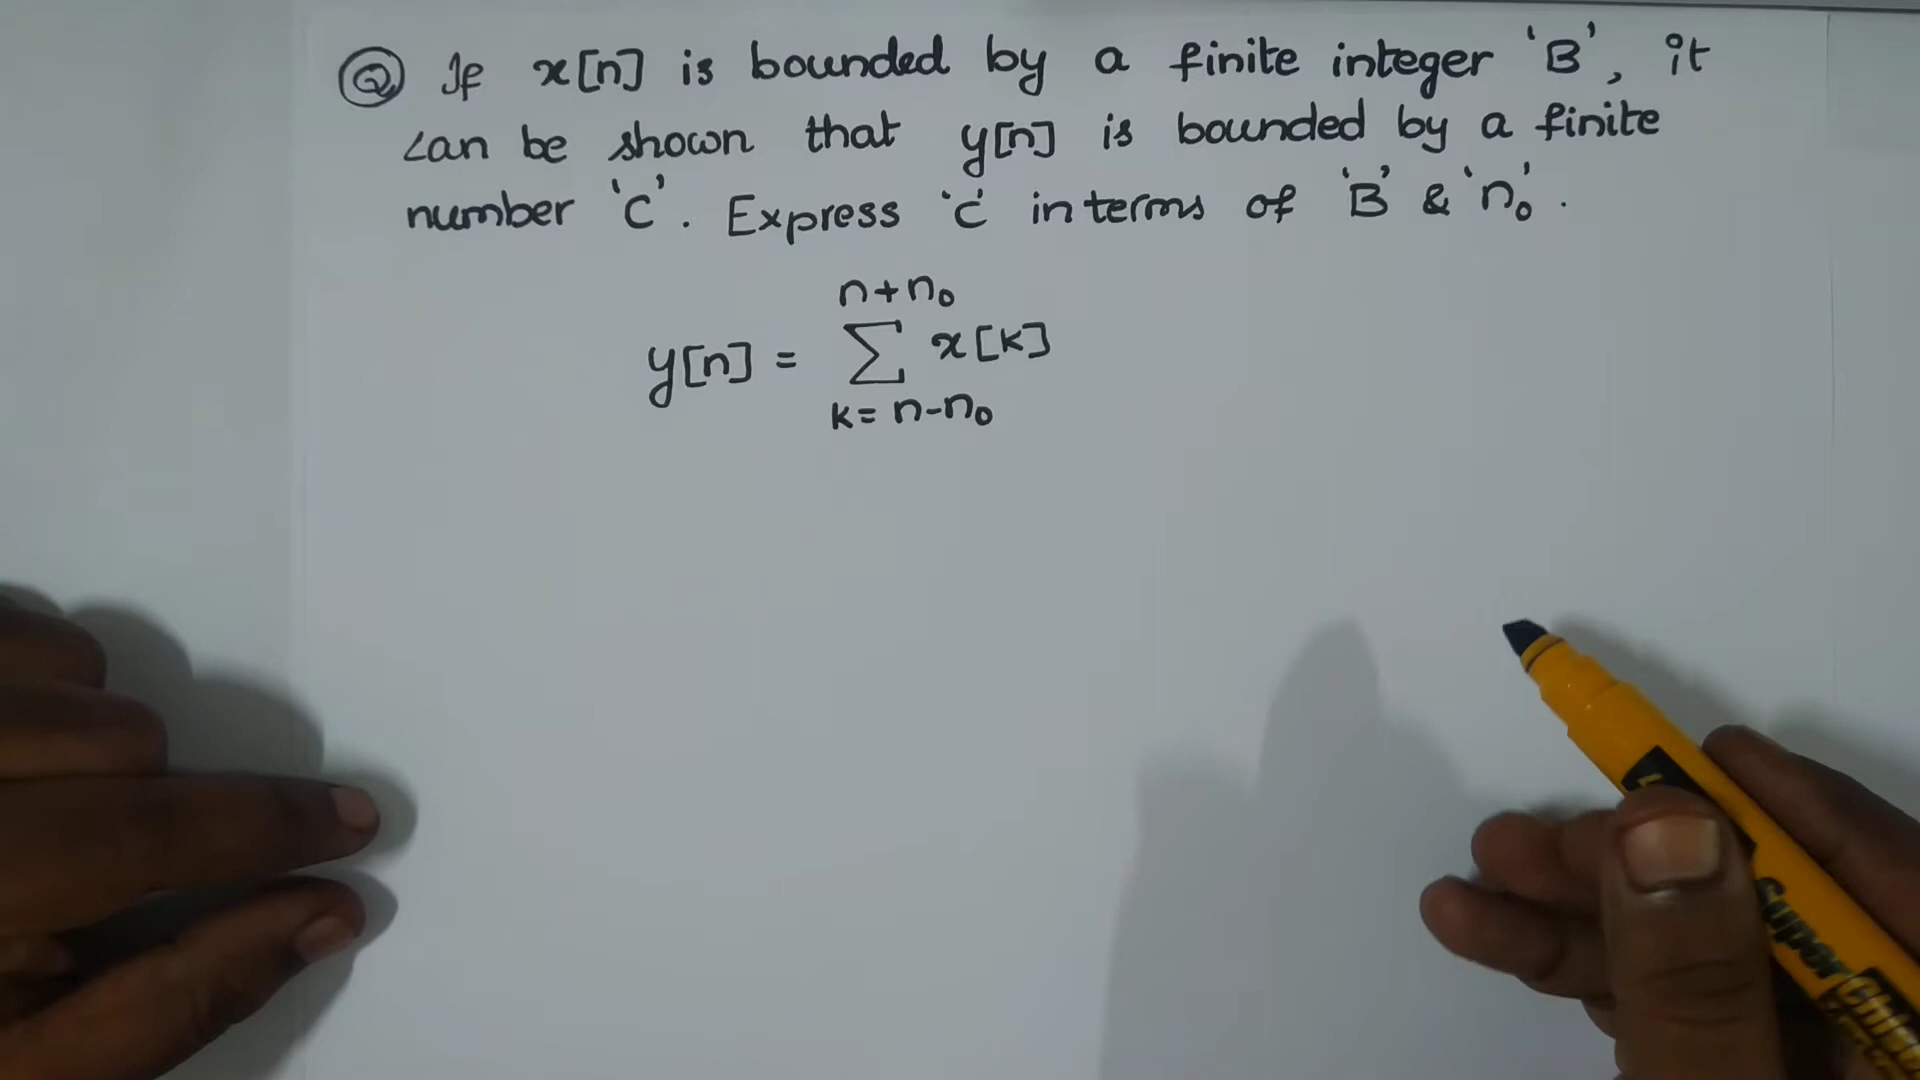 Q If x[n] is bounded by a finite integer 'B', it
can be shown that y[n] is bounded by a finite
number 'C'. Express 'C' in terms of 'B' & 'n₀'.
n+n₀
y[n] = Σ x[k]
k= n-n₀
Super